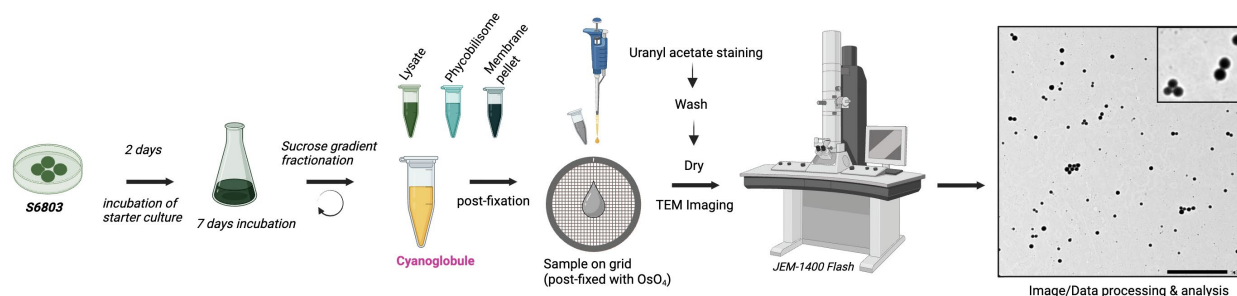 S6803
2 days
incubation of
starter culture
7 days incubation
Sucrose gradient
fractionation
Lysate
Phycobilisome
Membrane
pellet
Cyanoglobule
post-fixation
Sample on grid
(post-fixed with OsO₄)
Uranyl acetate staining
Wash
Dry
TEM Imaging
JEM-1400 Flash
Image/Data processing & analysis